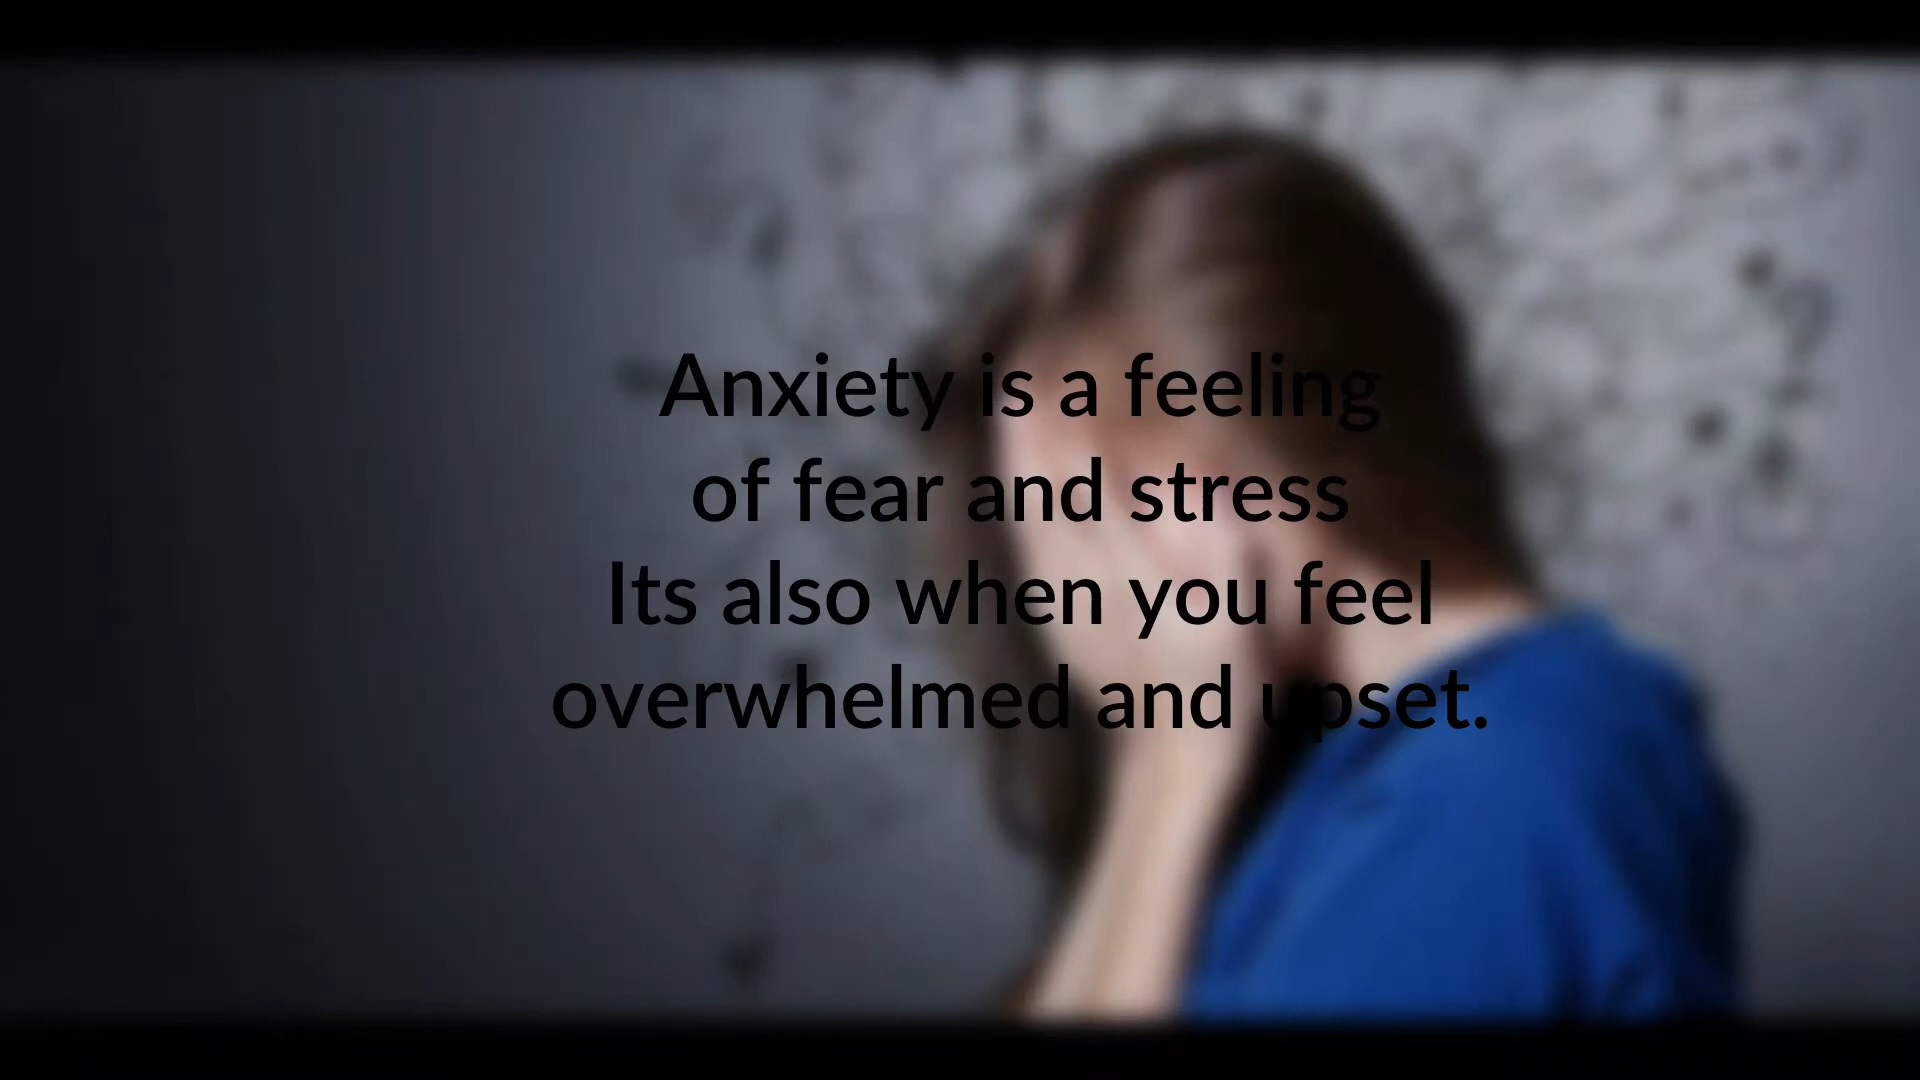 Anxiety is a feeling
of fear and stress
Its also when you feel
overwhelmed and upset.